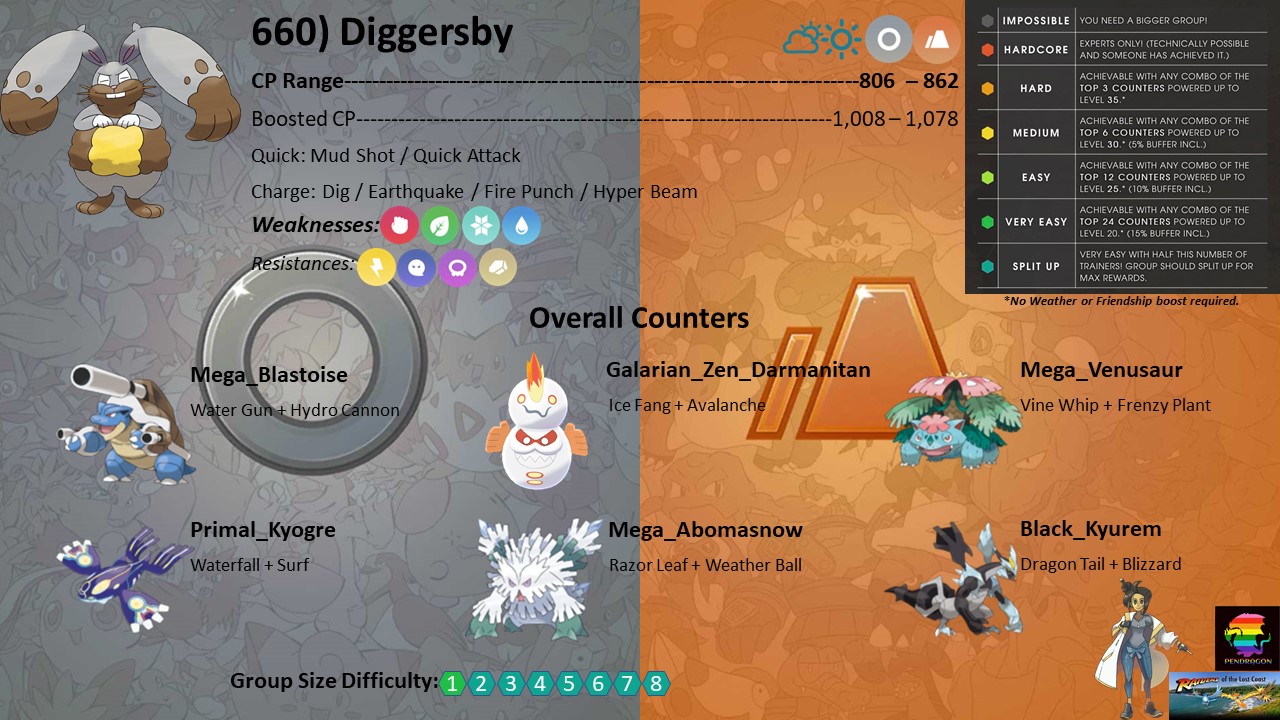 660) Diggersby
CP Range---806 – 862
Boosted CP---1,008 – 1,078
Quick: Mud Shot / Quick Attack
Charge: Dig / Earthquake / Fire Punch / Hyper Beam
Weaknesses:
Resistances:
IMPOSSIBLE YOU NEED A BIGGER GROUP!
HARDCORE EXPERTS ONLY! (TECHNICALLY POSSIBLE
AND SOMEONE HAS ACHIEVED IT.)
HARD ACHIEVABLE WITH ANY COMBO OF THE
TOP 3 COUNTERS POWERED UP TO
LEVEL 35.*
MEDIUM ACHIEVABLE WITH ANY COMBO OF THE
TOP 6 COUNTERS POWERED UP TO
LEVEL 30.* (5% BUFFER INCL.)
EASY ACHIEVABLE WITH ANY COMBO OF THE
TOP 12 COUNTERS POWERED UP TO
LEVEL 25.* (10% BUFFER INCL.)
VERY EASY ACHIEVABLE WITH ANY COMBO OF THE
TOP 24 COUNTERS POWERED UP TO
LEVEL 20.* (15% BUFFER INCL.)
SPLIT UP VERY EASY WITH HALF THIS NUMBER OF
TRAINERS! GROUP SHOULD SPLIT UP FOR
MAX REWARDS.
*No Weather or Friendship boost required.
Overall Counters
Mega_Blastoise
Water Gun + Hydro Cannon
Galarian_Zen_Darmanitan
Ice Fang + Avalanche
Mega_Venusaur
Vine Whip + Frenzy Plant
Primal_Kyogre
Waterfall + Surf
Mega_Abomasnow
Razor Leaf + Weather Ball
Black_Kyurem
Dragon Tail + Blizzard
Group Size Difficulty: 1 2 3 4 5 6 7 8
PENDRAGON
RAIDERS of the Lost Coast